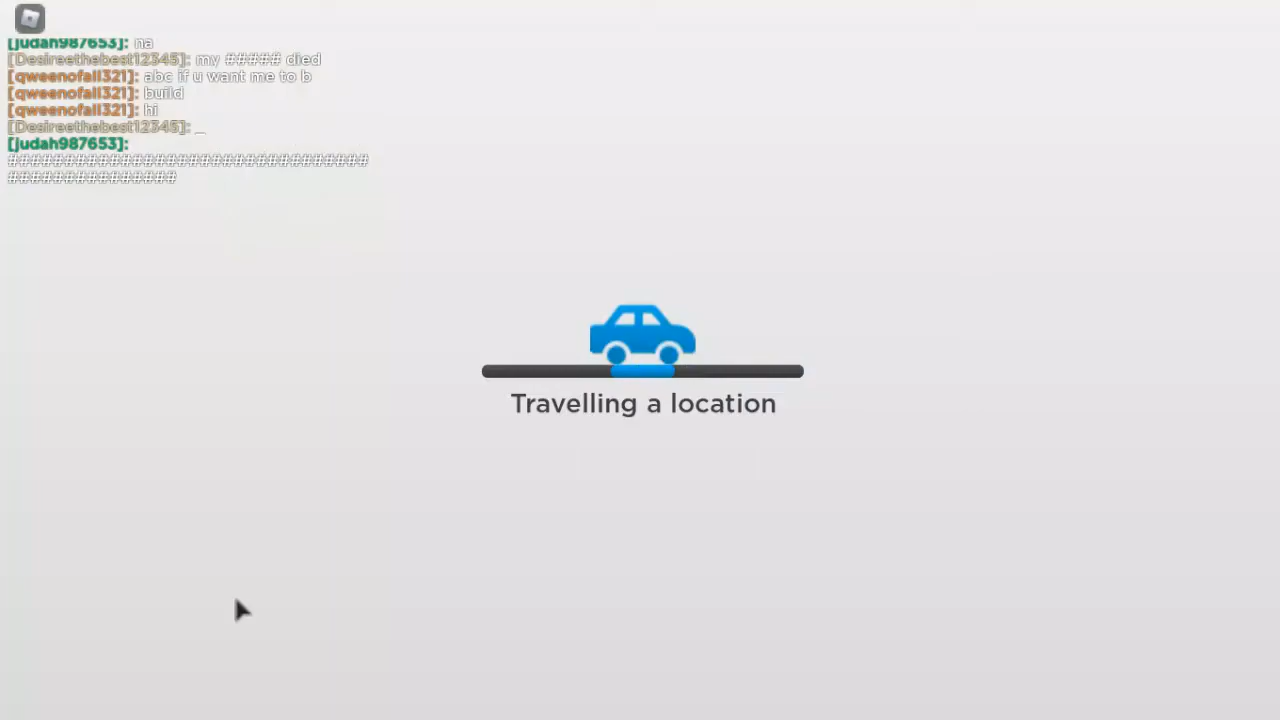 [judah987653]: na
[Desireethebest12345]: my ##### died
[qweenofall321]: abc if u want me to b
[qweenofall321]: build
[qweenofall321]: hi
[Desireethebest12345]: _
[judah987653]:
################################
###############
Travelling a location